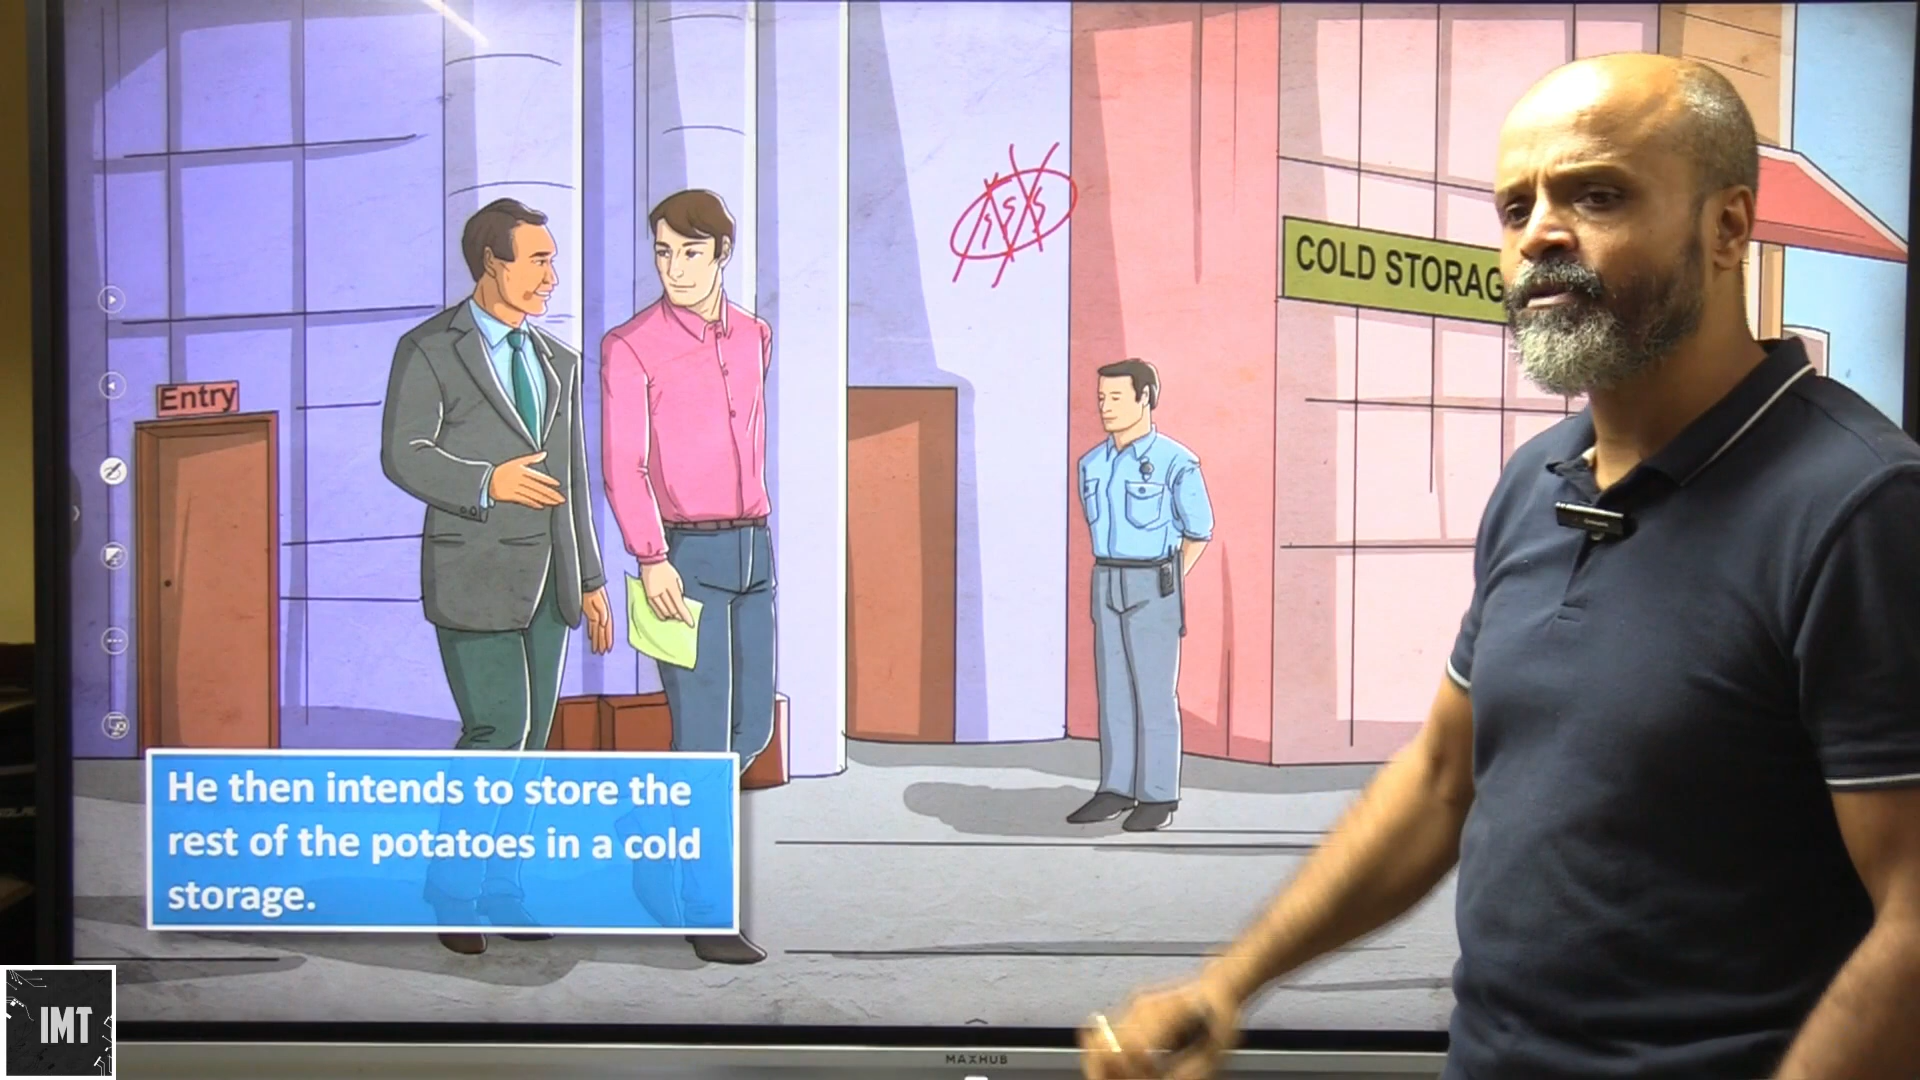 Entry
COLD STORAG
He then intends to store the
rest of the potatoes in a cold
storage.
IMT
MAXHUB